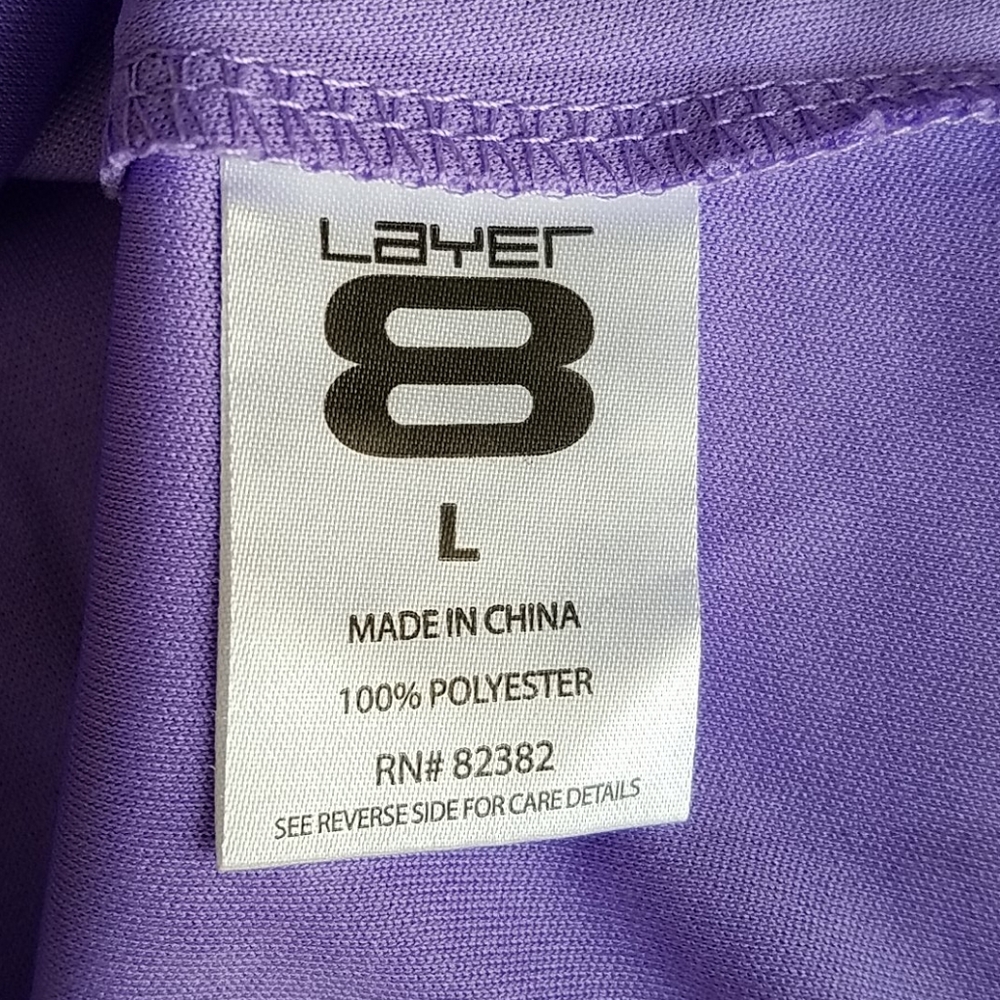 Layer
8
L
MADE IN CHINA
100% POLYESTER
RN# 82382
SEE REVERSE SIDE FOR CARE DETAILS